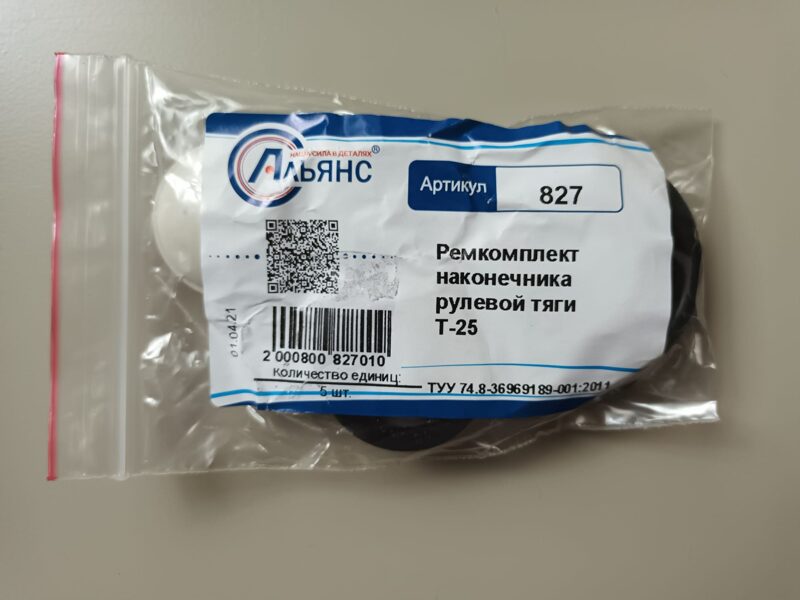 НАША СИЛА В ДЕТАЛЯХ
АЛЬЯНС®
Артикул 827
Ремкомплект
наконечника
рулевой тяги
Т-25
01.04.21
2 000800 827010
Количество единиц:
5 шт.
ТУУ 74.8-36969189-001:2011